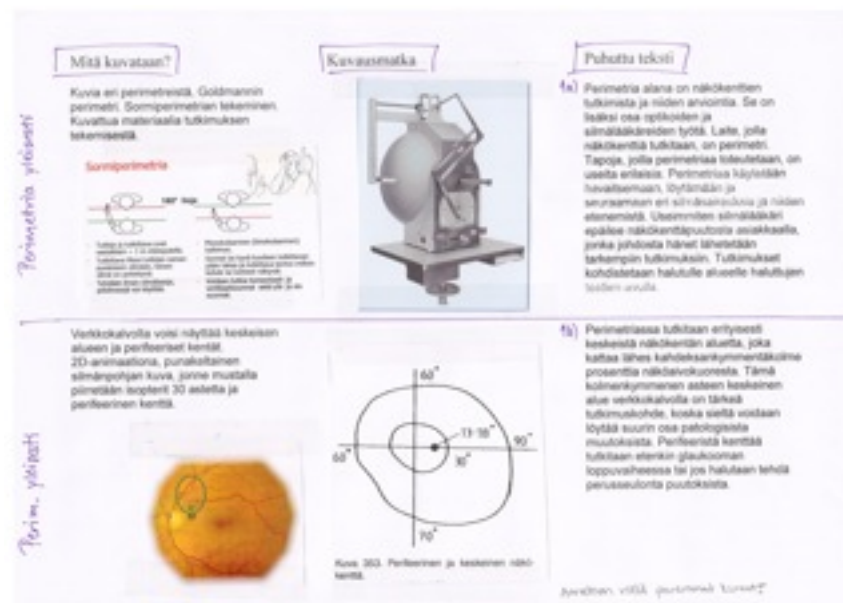 Mitä kuvataan?
Kuvausmatka
Puhuttu teksti
Perimetria yleisesti
Kuvia eri perimetreistä. Goldmannin
perimetri. Sormiperimetrian tekeminen.
Kuvattua materiaalia tutkimuksen
tekemisestä.
Sormiperimetria
1a)
Perimetria alana on näkökenttien
tutkimista ja niiden arviointia. Se on
lisäksi osa optikoiden ja
silmälääkäreiden työtä. Laite, jolla
näkökenttiä tutkitaan, on perimetri.
Tapoja, joilla perimetriaa toteutetaan, on
useita erilaisia. Perimetriaa käytetään
havaitsemaan, löytämään ja
seuraamaan eri silmäsairauksia ja niiden
etenemistä. Useimmiten silmälääkäri
epäilee näkökenttäpuutosta asiakkaalla,
jonka johdosta hänet lähetetään
tarkempiin tutkimuksiin. Tutkimukset
kohdistetaan halutulle alueelle haluttujen
testien avulla.
Perim. yleisesti
Verkkokalvolla voisi näyttää keskeisen
alueen ja perifeeriset kentät.
2D-animaationa, punakeltainen
silmänpohjan kuva, jonne mustalla
piirretään isopterit 30 astetta ja
perifeerinen kenttä.
60°
13-18°
60°
30°
90°
70°
Kuva 353. Perifeerinen ja keskeinen näkö-
kenttä.
1b)
Perimetriassa tutkitaan erityisesti
keskeistä näkökentän aluetta, joka
kattaa lähes kahdeksankymmentäkolme
prosenttia näköaivokuoresta. Tämä
kolmenkymmenen asteen keskeinen
alue verkkokalvolla on tärkeä
tutkimuskohde, koska sieltä voidaan
löytää suurin osa patologisista
muutoksista. Perifeeristä kenttää
tutkitaan etenkin glaukooman
loppuvaiheessa tai jos halutaan tehdä
perusseulonta puutoksista.